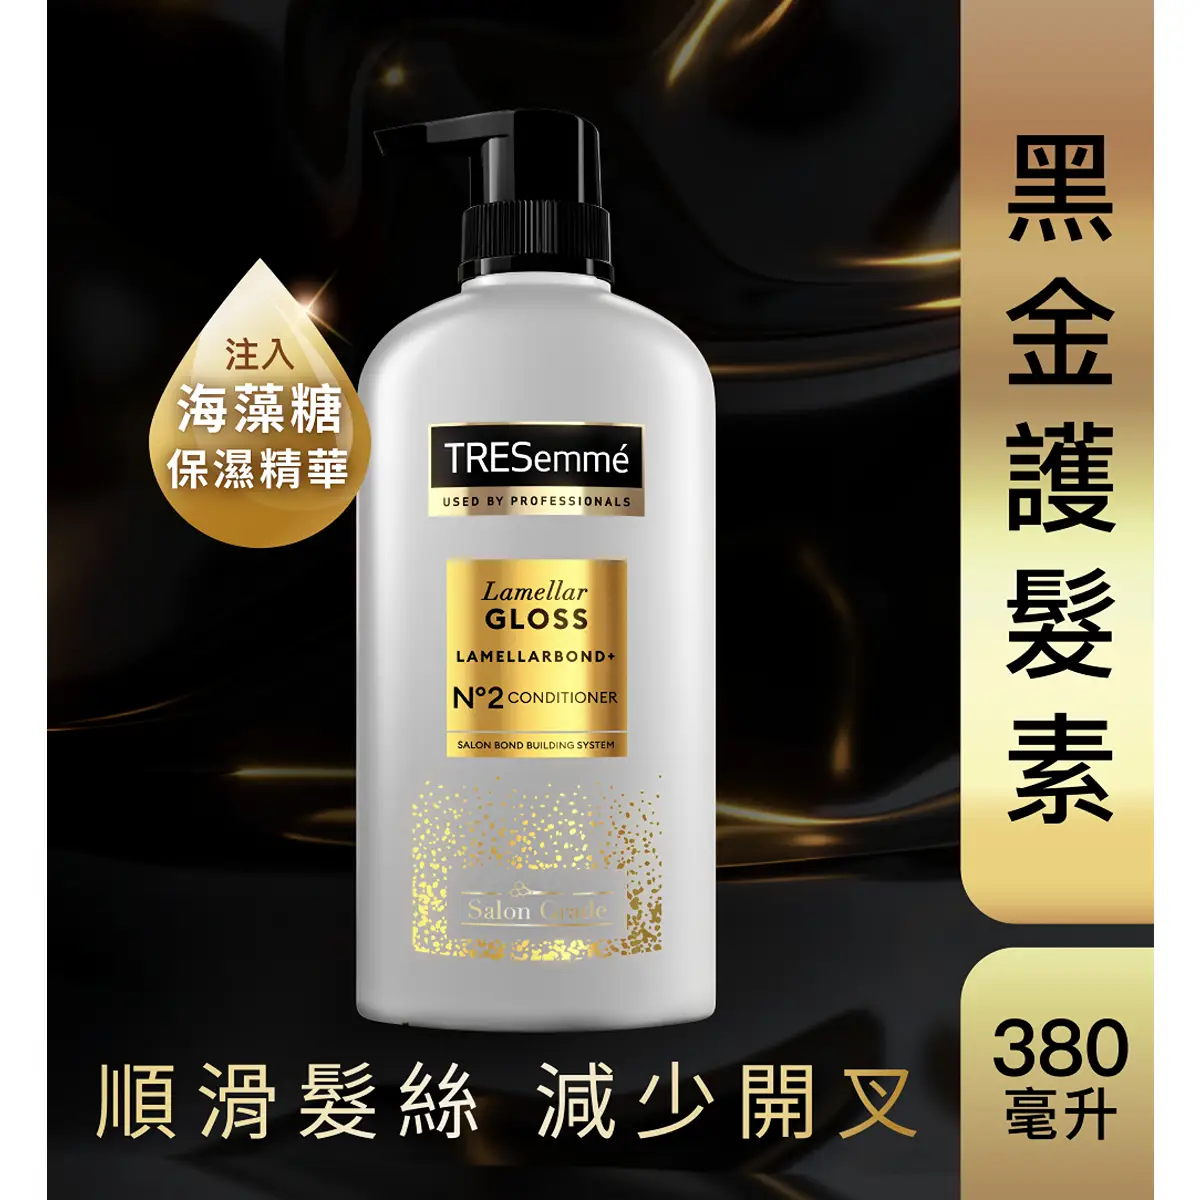 注入
海藻糖
保濕精華
TRESemmé
USED BY PROFESSIONALS
Lamellar
GLOSS
LAMELLARBOND+
Nº2 CONDITIONER
SALON BOND BUILDING SYSTEM
Salon Grade
黑金護髮素
380
毫升
順滑髮絲 減少開叉